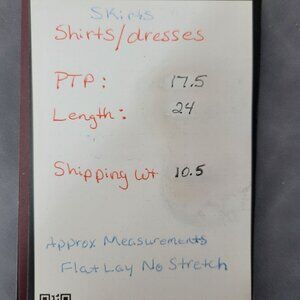 Skirts
Shirts/dresses
PTP: 17.5
Length: 24
Shipping wt 10.5
Approx Measurements
Flat Lay No Stretch